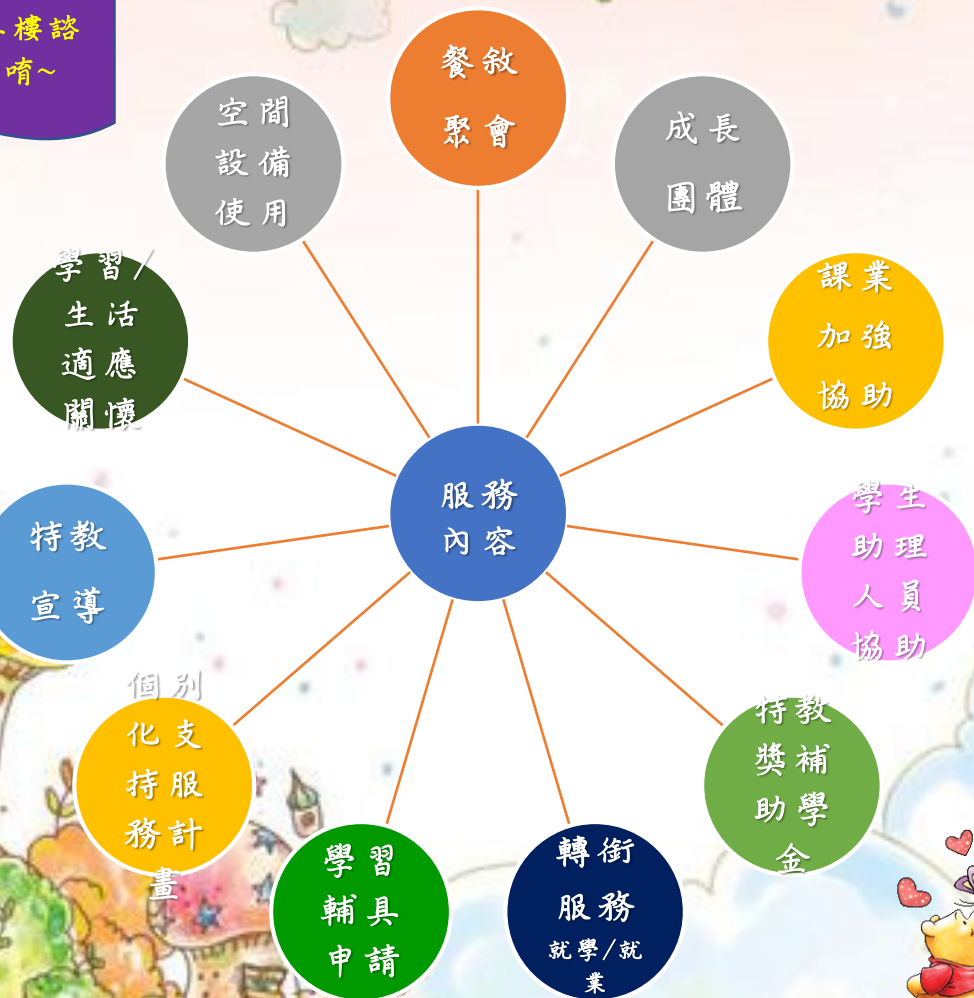 樓諮
唷~
餐敘
聚會
成長
團體
課業
加強
協助
學生
助理
人員
協助
特教
獎補
助學
金
轉銜
服務
就學/就
業
學習
輔具
申請
個別
化支
持服
務計
畫
特教
宣導
學習/
生活
適應
關懷
空間
設備
使用
服務
內容